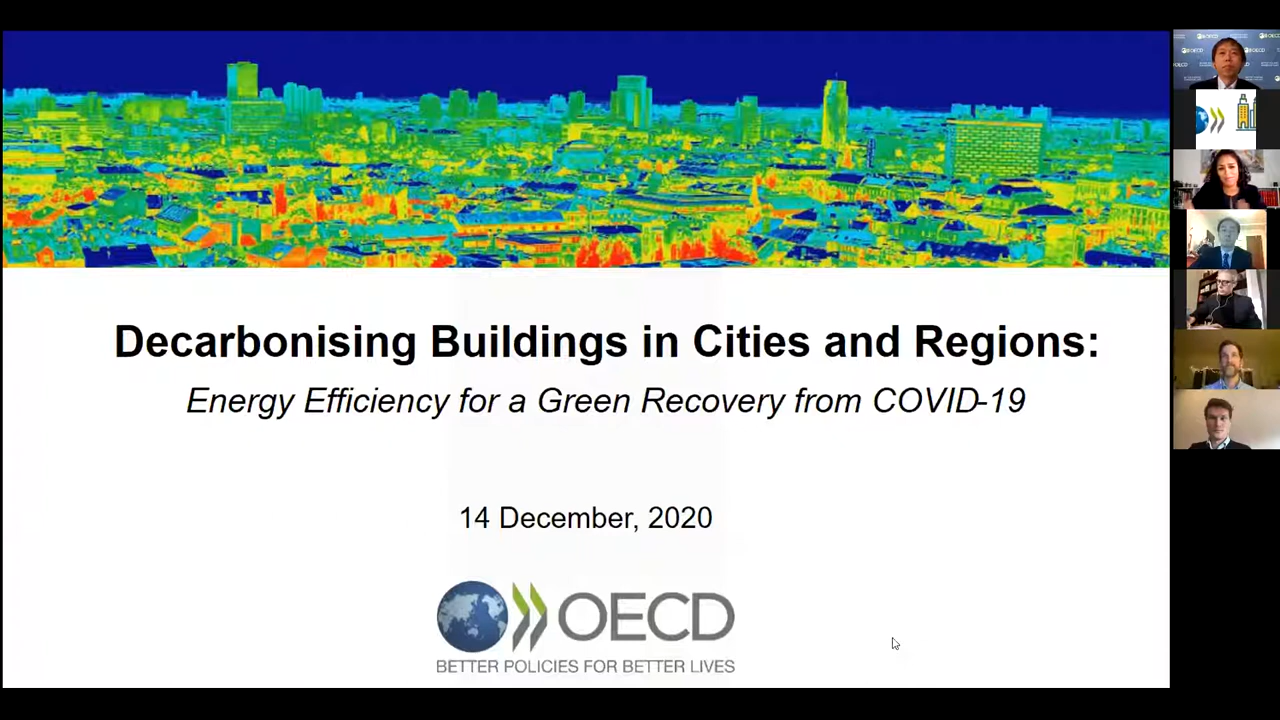 Decarbonising Buildings in Cities and Regions:
Energy Efficiency for a Green Recovery from COVID-19
14 December, 2020
OECD
BETTER POLICIES FOR BETTER LIVES